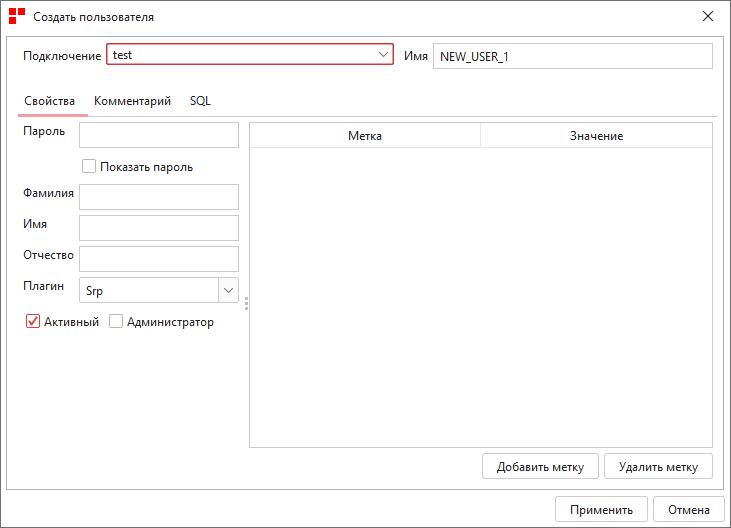 Создать пользователя
Подключение test Имя NEW_USER_1
Свойства Комментарий SQL
Пароль
Метка Значение
Показать пароль
Фамилия
Имя
Отчество
Плагин Srp
Активный Администратор
Добавить метку Удалить метку
Применить Отмена